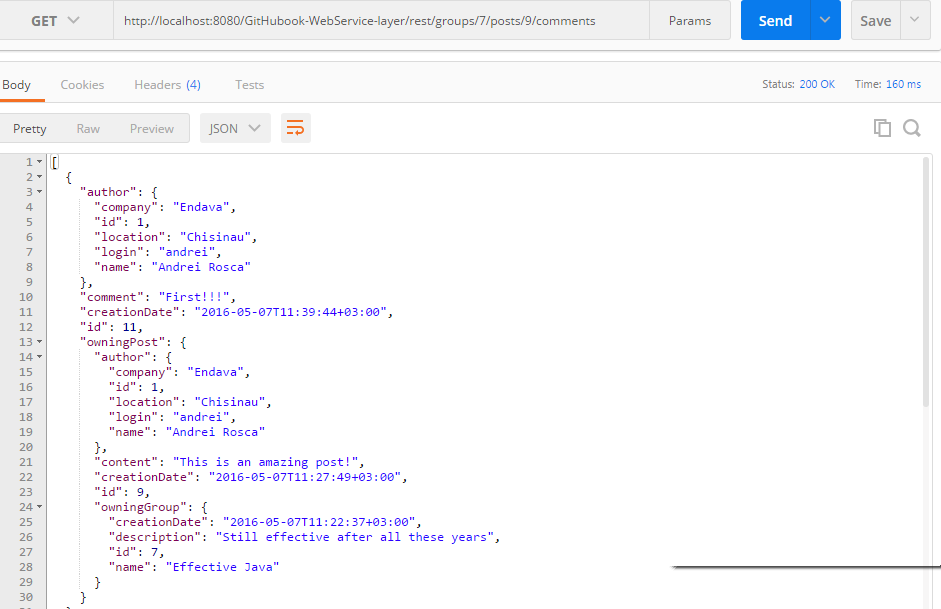 GET http://localhost:8080/GitHubook-WebService-layer/rest/groups/7/posts/9/comments Params Send Save
Body Cookies Headers (4) Tests Status: 200 OK Time: 160 ms
Pretty Raw Preview JSON
1 [
2 {
3 "author": {
4 "company": "Endava",
5 "id": 1,
6 "location": "Chisinau",
7 "login": "andrei",
8 "name": "Andrei Rosca"
9 },
10 "comment": "First!!!",
11 "creationDate": "2016-05-07T11:39:44+03:00",
12 "id": 11,
13 "owningPost": {
14 "author": {
15 "company": "Endava",
16 "id": 1,
17 "location": "Chisinau",
18 "login": "andrei",
19 "name": "Andrei Rosca"
20 },
21 "content": "This is an amazing post!",
22 "creationDate": "2016-05-07T11:27:49+03:00",
23 "id": 9,
24 "owningGroup": {
25 "creationDate": "2016-05-07T11:22:37+03:00",
26 "description": "Still effective after all these years",
27 "id": 7,
28 "name": "Effective Java"
29 }
30 }